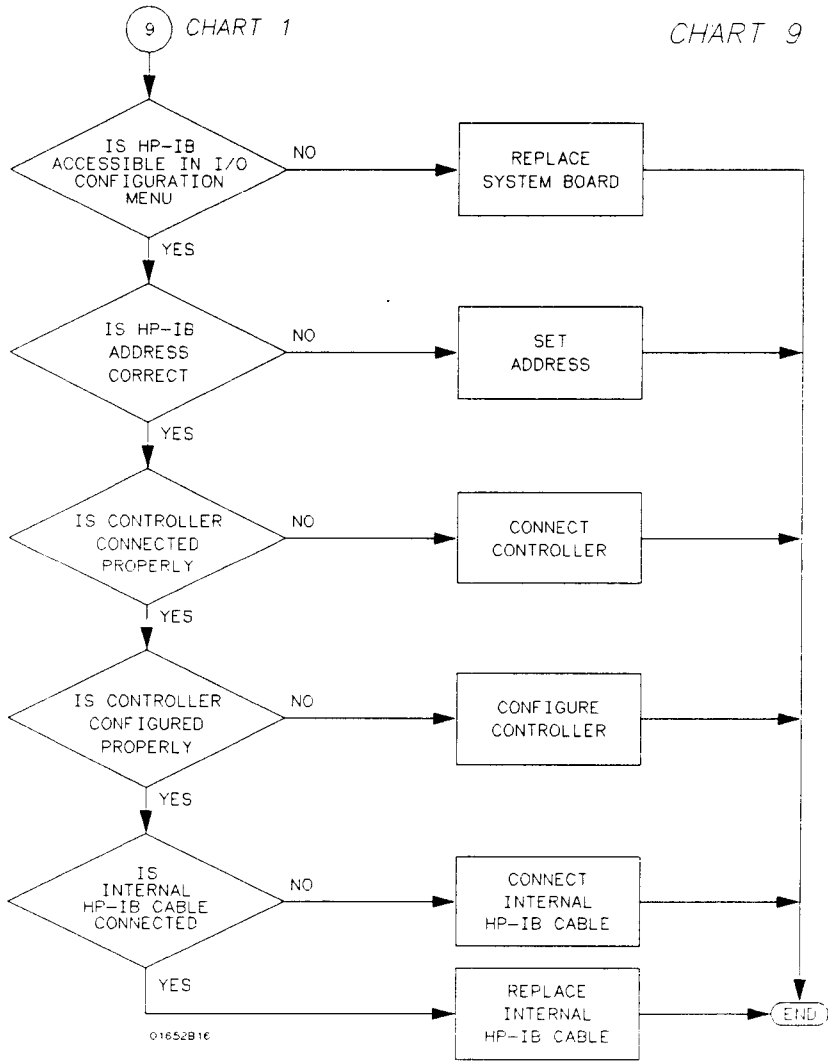 9 CHART 1
CHART 9
IS HP-IB
ACCESSIBLE IN I/O
CONFIGURATION
MENU
NO
REPLACE
SYSTEM BOARD
YES
IS HP-IB
ADDRESS
CORRECT
NO
SET
ADDRESS
YES
IS CONTROLLER
CONNECTED
PROPERLY
NO
CONNECT
CONTROLLER
YES
IS CONTROLLER
CONFIGURED
PROPERLY
NO
CONFIGURE
CONTROLLER
YES
IS
INTERNAL
HP-IB CABLE
CONNECTED
NO
CONNECT
INTERNAL
HP-IB CABLE
YES
REPLACE
INTERNAL
HP-IB CABLE
END
01652B16